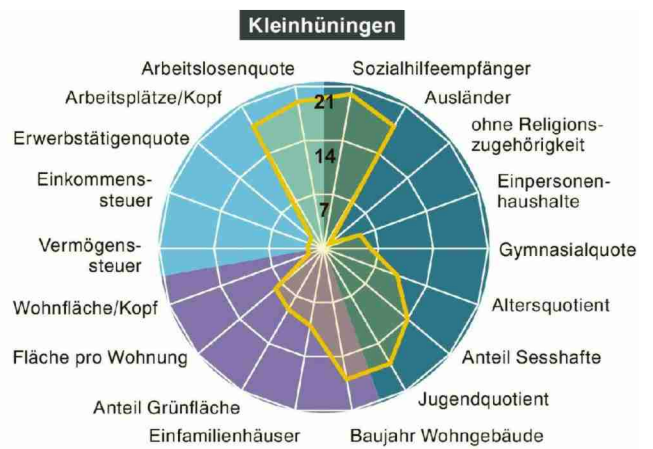 Kleinhüningen
Arbeitslosenquote
Sozialhilfeempfänger
Arbeitsplätze/Kopf
Ausländer
Erwerbstätigenquote
ohne Religions-
zugehörigkeit
Einkommens-
steuer
Einpersonen-
haushalte
Vermögens-
steuer
Gymnasialquote
Wohnfläche/Kopf
Altersquotient
Fläche pro Wohnung
Anteil Sesshafte
Anteil Grünfläche
Jugendquotient
Einfamilienhäuser
Baujahr Wohngebäude
21
14
7